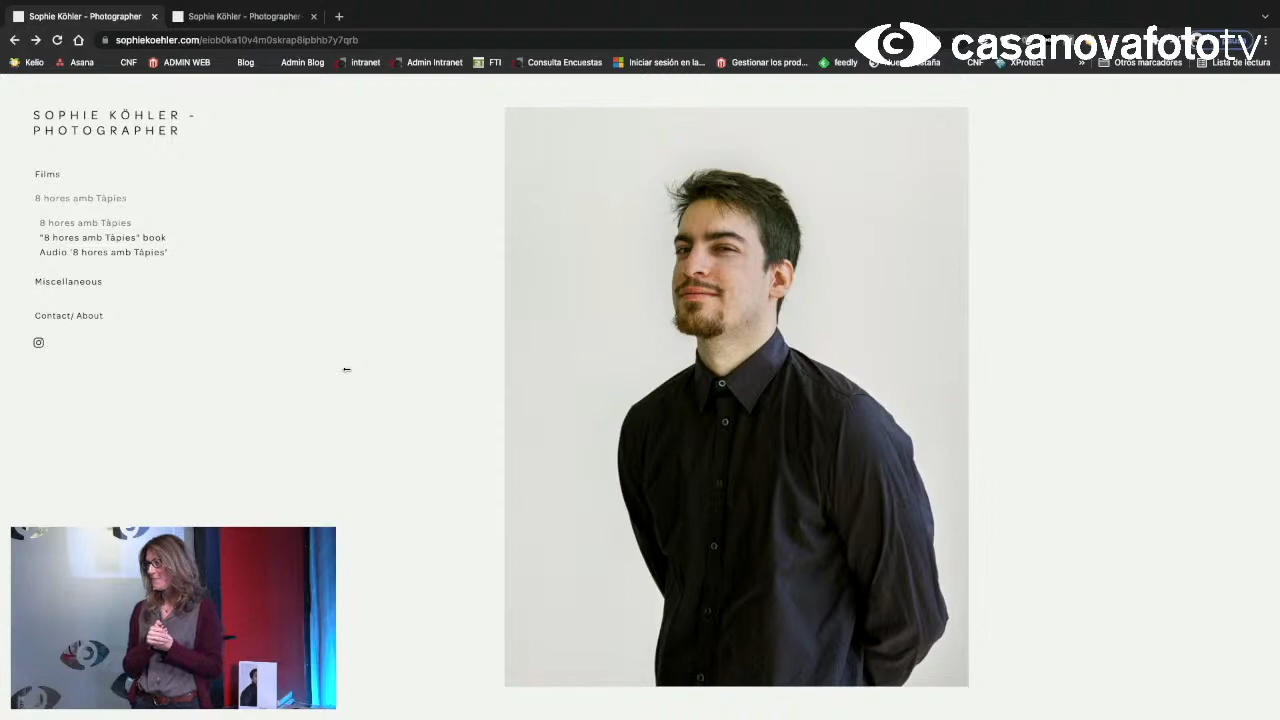 Sophie Köhler - Photographer
Sophie Köhler - Photographer
sophiekoehler.com/eiob0ka10v4m0skrap8ipbhb7y7qrb
casanovafototv
Kelio
Asana
CNF
ADMIN WEB
Blog
Admin Blog
intranet
Admin Intranet
FTI
Consulta Encuestas
Iniciar sesión en la...
Gestionar los prod...
feedly
CNF
XProtect
Otros marcadores
Lista de lectura
SOPHIE KÖHLER -
PHOTOGRAPHER
Films
8 hores amb Tàpies
8 hores amb Tàpies
"8 hores amb Tàpies" book
Audio '8 hores amb Tàpies'
Miscellaneous
Contact/ About